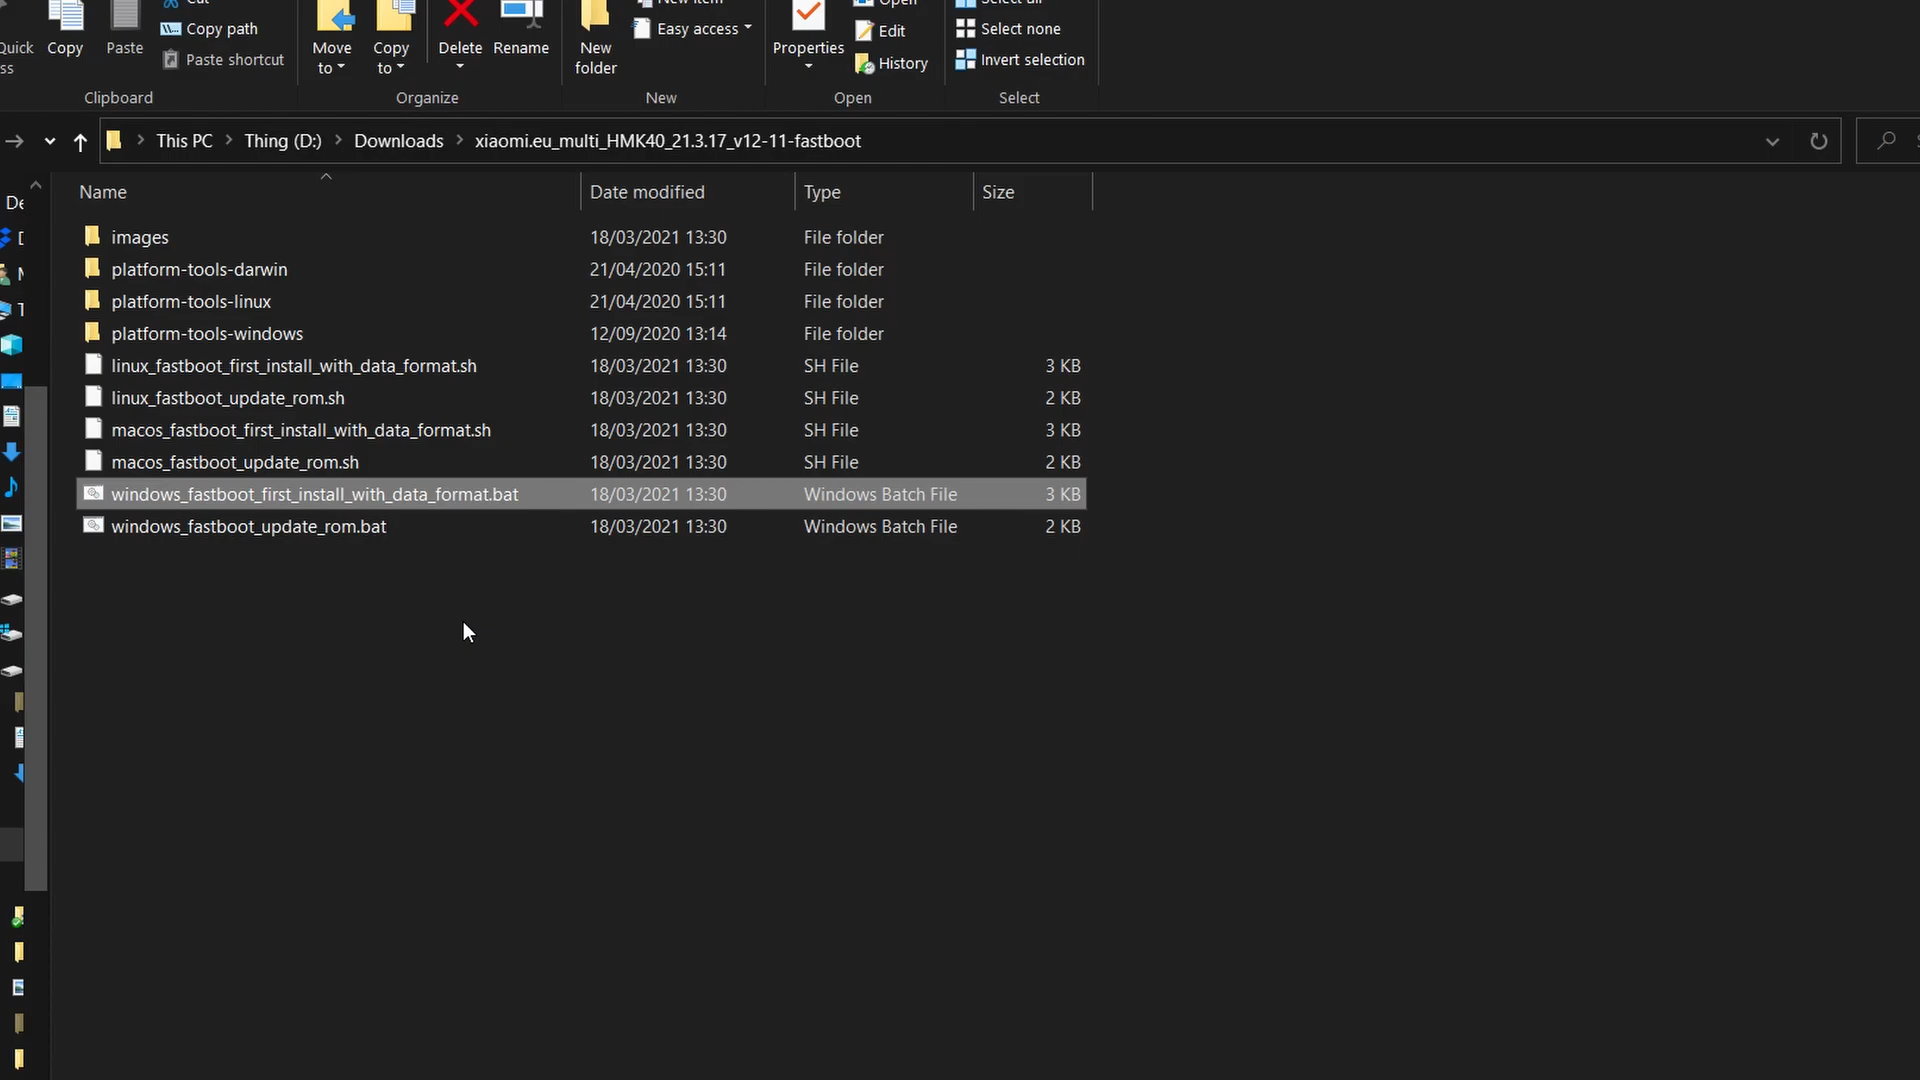 Copy
Paste
Copy path
Paste shortcut
Clipboard
Move to
Copy to
Delete
Rename
Organize
New folder
Easy access
New
Properties
Open
Edit
History
Open
Select none
Invert selection
Select
This PC > Thing (D:) > Downloads > xiaomi.eu_multi_HMK40_21.3.17_v12-11-fastboot
Name Date modified Type Size
images 18/03/2021 13:30 File folder
platform-tools-darwin 21/04/2020 15:11 File folder
platform-tools-linux 21/04/2020 15:11 File folder
platform-tools-windows 12/09/2020 13:14 File folder
linux_fastboot_first_install_with_data_format.sh 18/03/2021 13:30 SH File 3 KB
linux_fastboot_update_rom.sh 18/03/2021 13:30 SH File 2 KB
macos_fastboot_first_install_with_data_format.sh 18/03/2021 13:30 SH File 3 KB
macos_fastboot_update_rom.sh 18/03/2021 13:30 SH File 2 KB
windows_fastboot_first_install_with_data_format.bat 18/03/2021 13:30 Windows Batch File 3 KB
windows_fastboot_update_rom.bat 18/03/2021 13:30 Windows Batch File 2 KB